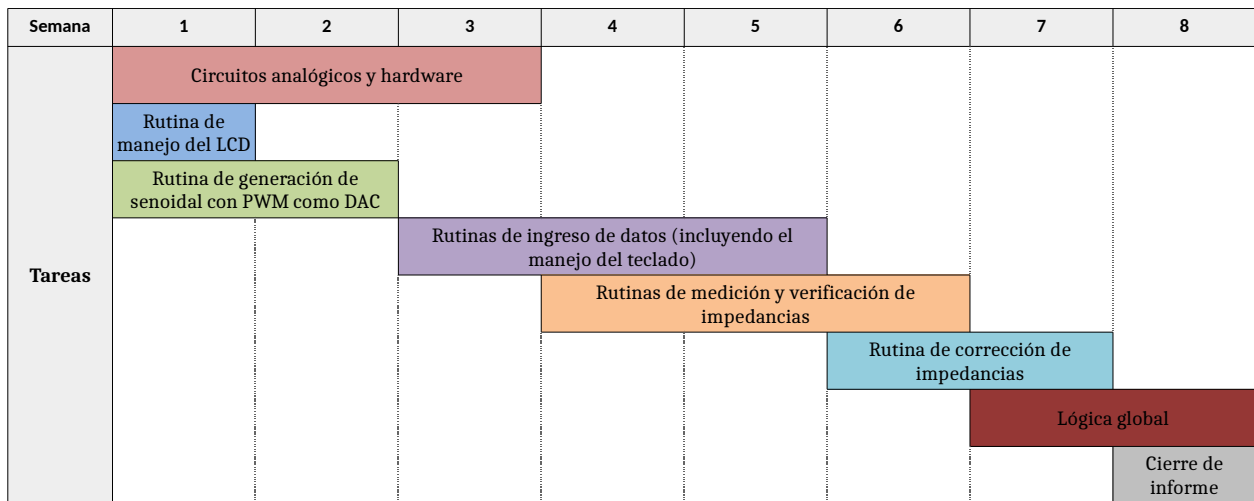 Semana 1 2 3 4 5 6 7 8
Circuitos analógicos y hardware
Rutina de
manejo del LCD
Rutina de generación de
senoidal con PWM como DAC
Rutinas de ingreso de datos (incluyendo el
manejo del teclado)
Tareas
Rutinas de medición y verificación de
impedancias
Rutina de corrección de
impedancias
Lógica global
Cierre de
informe